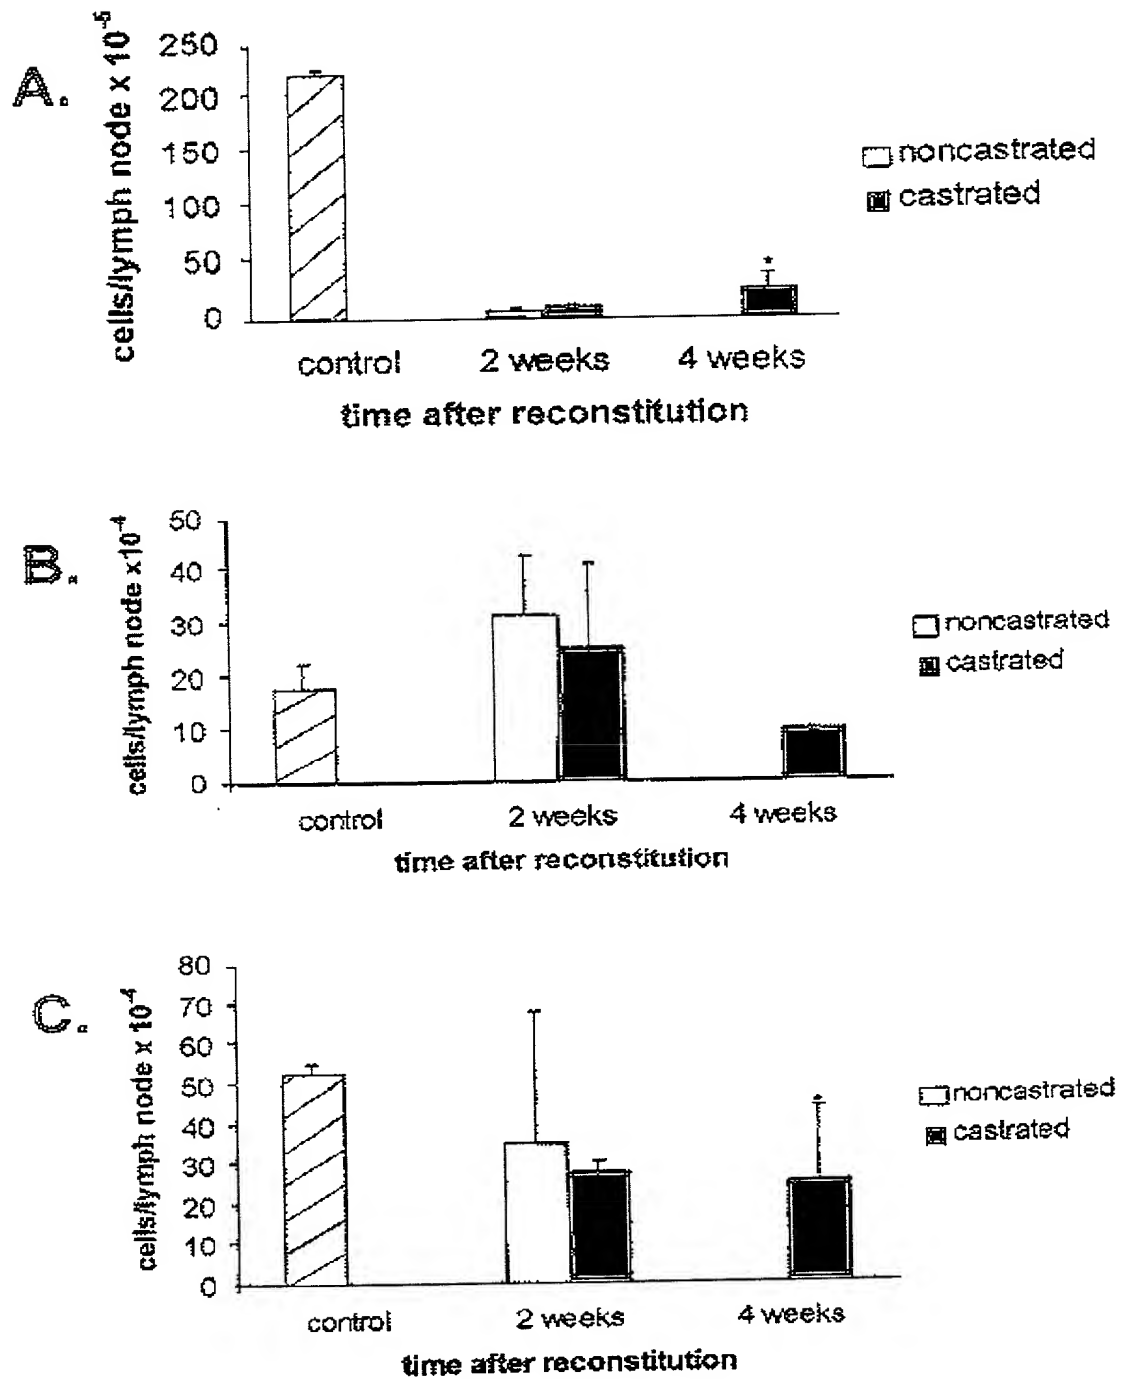 A.
cells/lymph node x 10⁻⁵
250
200
150
100
50
0
*
noncastrated
castrated
control 2 weeks 4 weeks
time after reconstitution
B.
cells/lymph node x10⁻⁴
50
40
30
20
10
0
noncastrated
castrated
control 2 weeks 4 weeks
time after reconstitution
C.
cells/lymph node x 10⁻⁴
80
70
60
50
40
30
20
10
0
noncastrated
castrated
control 2 weeks 4 weeks
time after reconstitution